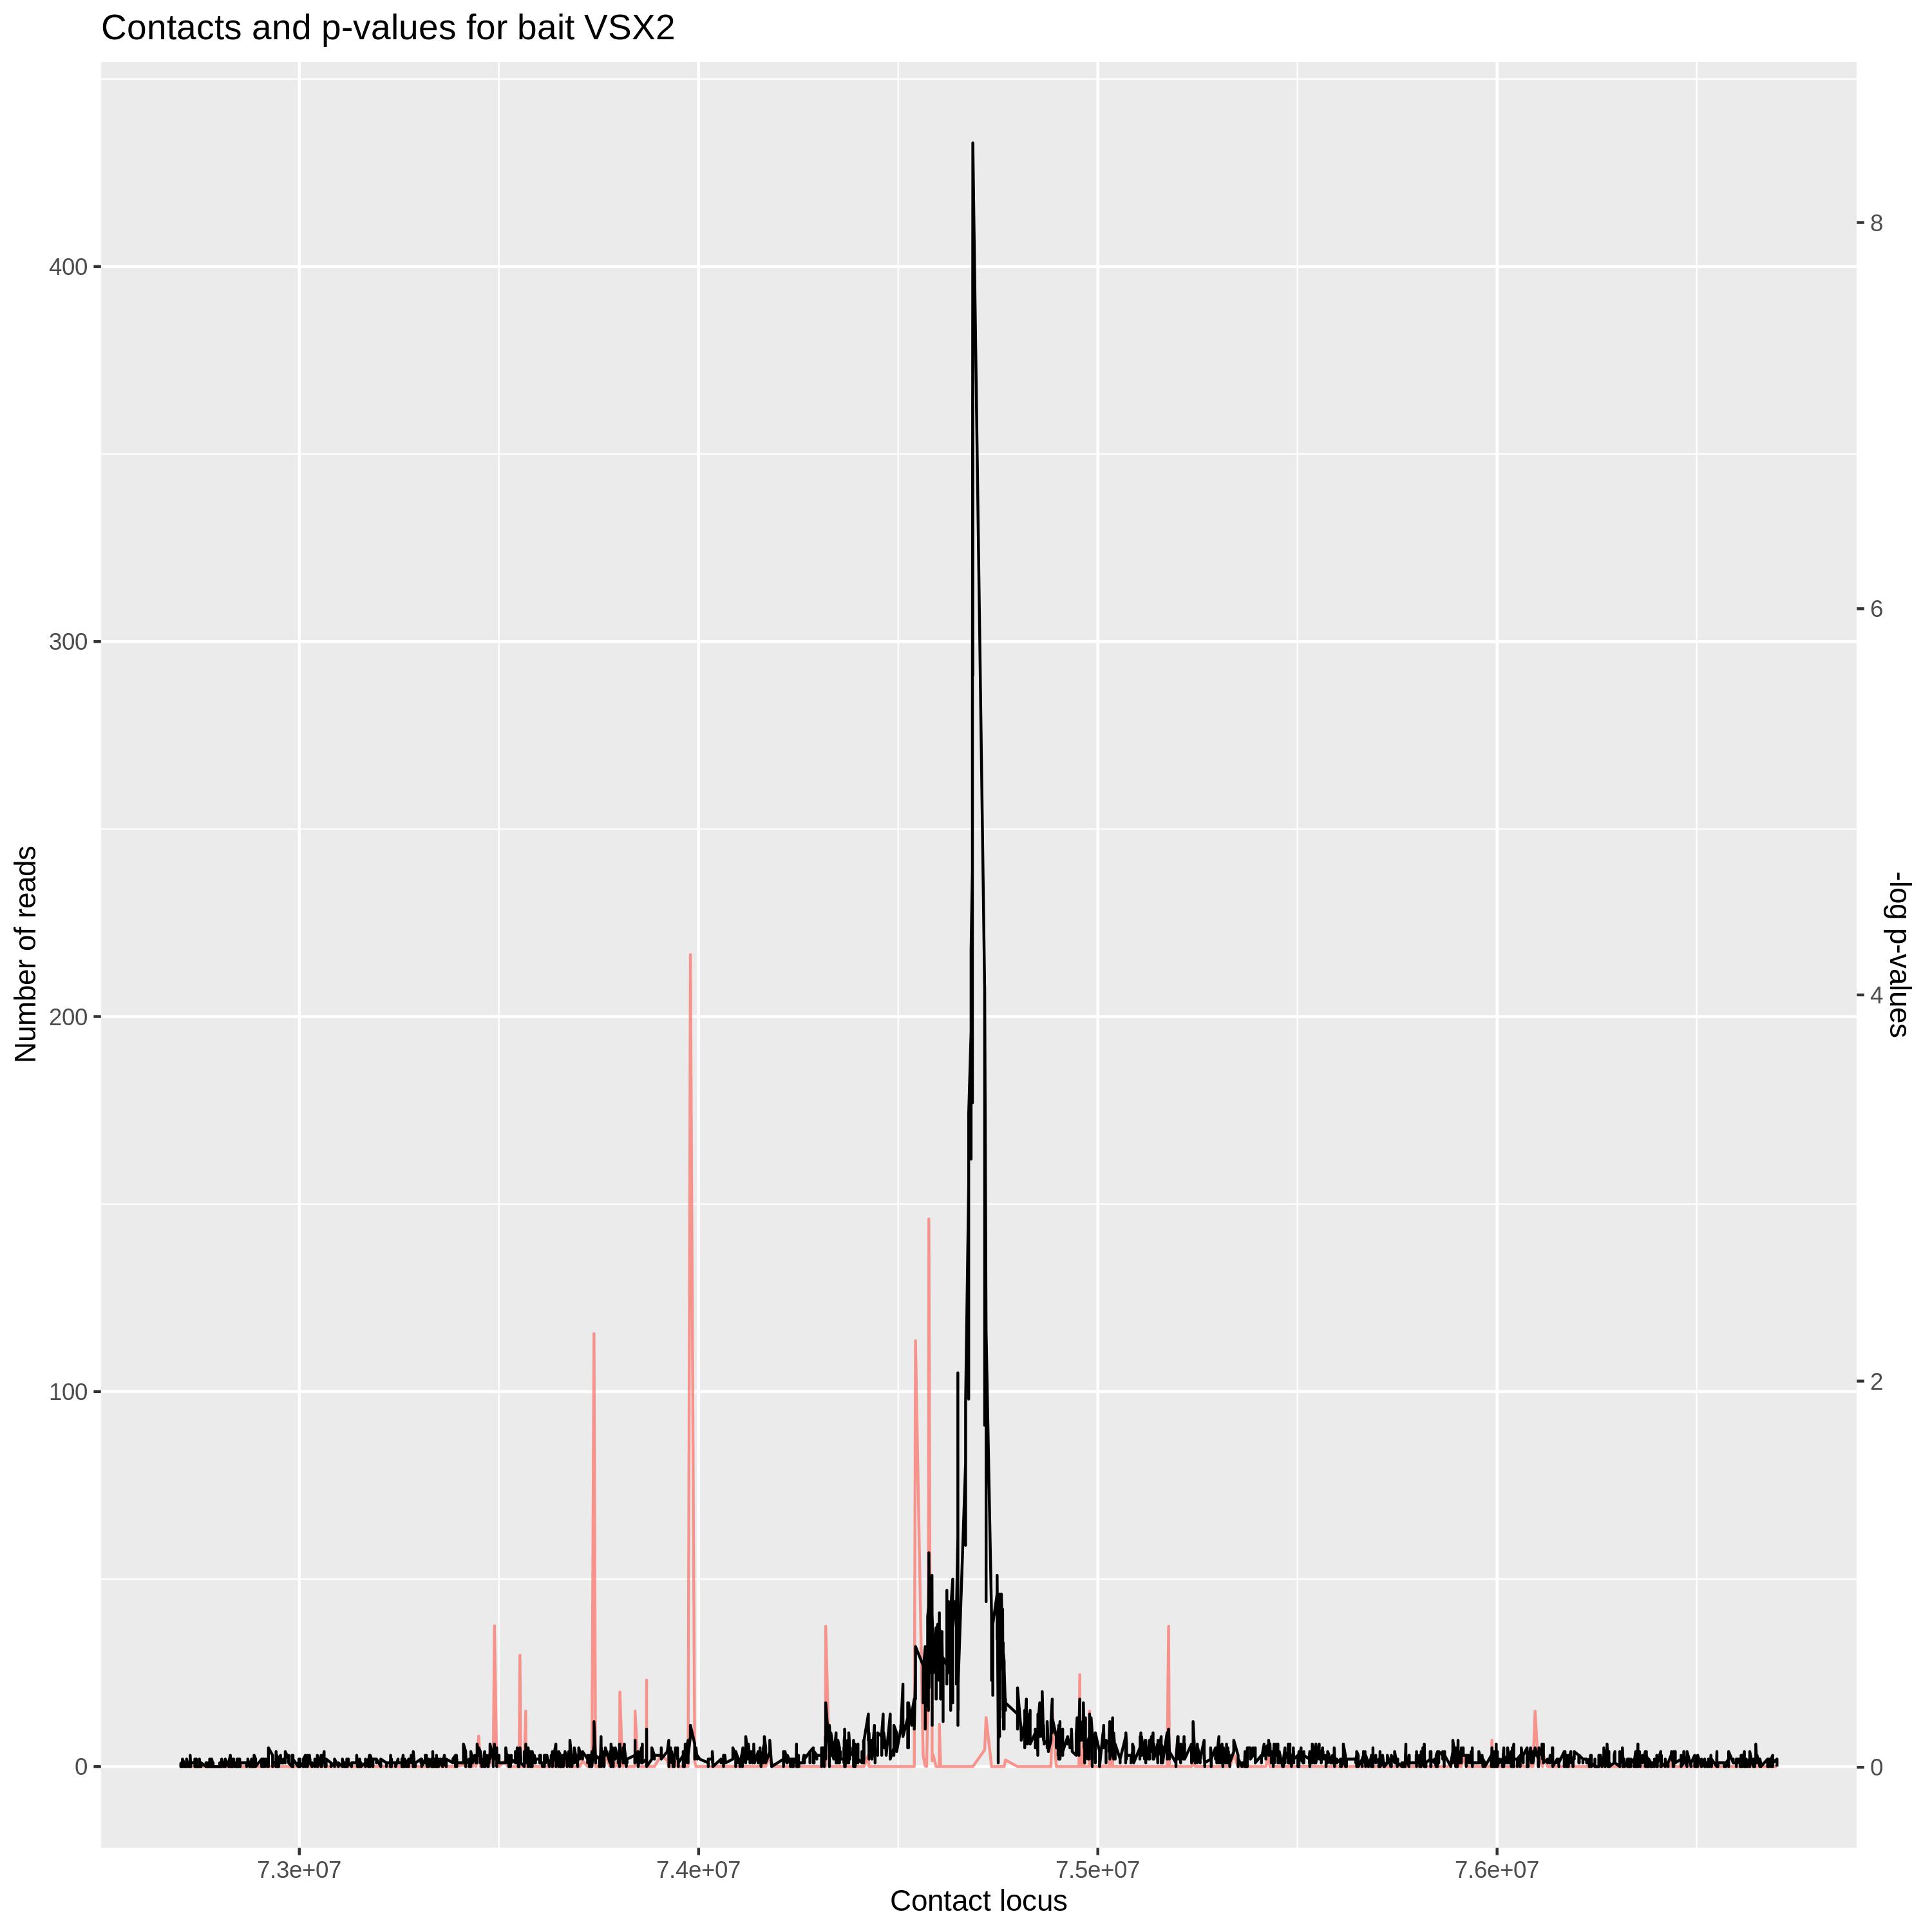 Contacts and p-values for bait VSX2
Number of reads
400
300
200
100
0
8
6
4
2
0
-log p-values
7.3e+07
7.4e+07
7.5e+07
7.6e+07
Contact locus